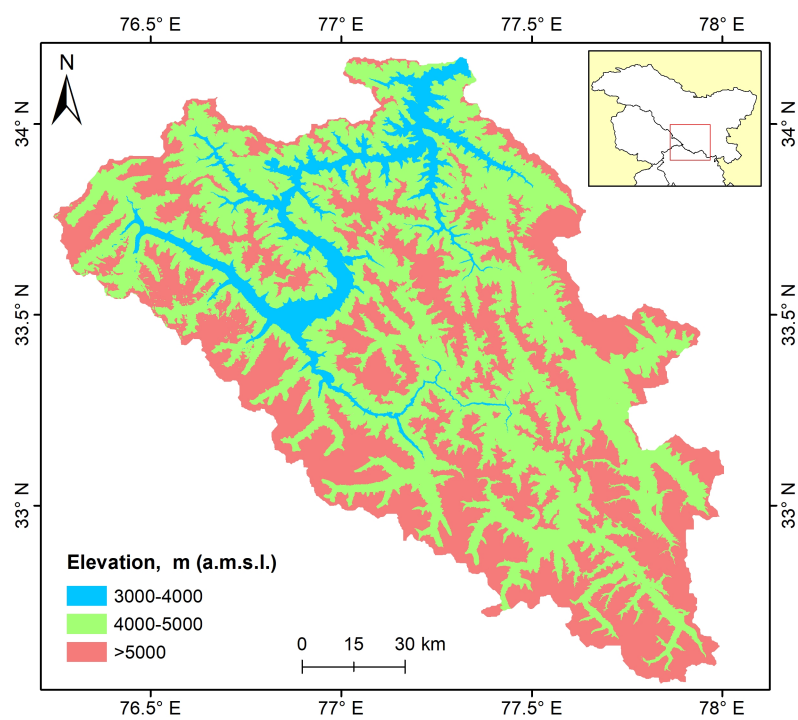 76.5° E 77° E 77.5° E 78° E
N
34° N 34° N
33.5° N 33.5° N
33° N 33° N
Elevation, m (a.m.s.l.)
3000-4000
4000-5000
>5000
0 15 30 km
76.5° E 77° E 77.5° E 78° E